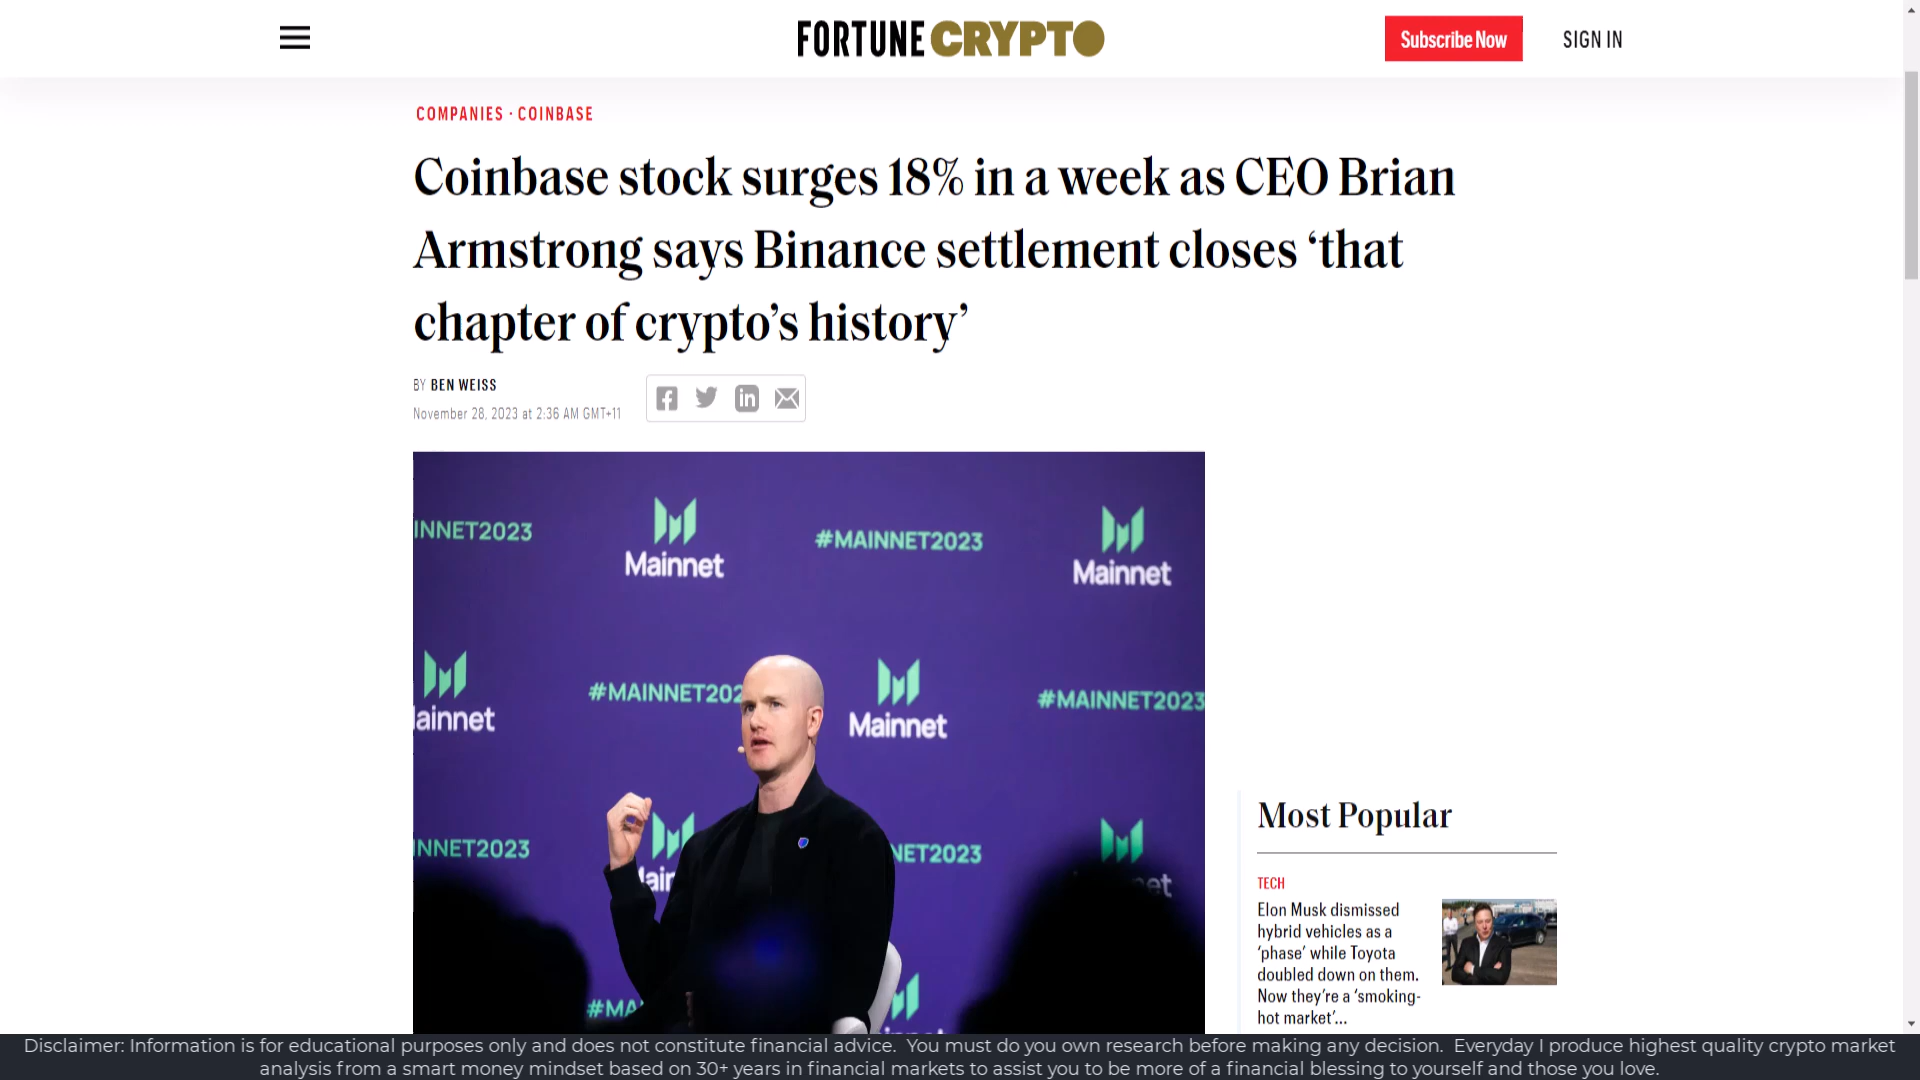 FORTUNE CRYPTO
Subscribe Now
SIGN IN
COMPANIES · COINBASE
Coinbase stock surges 18% in a week as CEO Brian
Armstrong says Binance settlement closes ‘that
chapter of crypto’s history’
BY BEN WEISS
November 28, 2023 at 2:36 AM GMT+11
in
INNET2023
Mainnet
#MAINNET2023
Mainnet
ainnet
#MAINNET202
Mainnet
#MAINNET2023
INNET2023
lair
NET2023
et
#MA
innet
Most Popular
TECH
Elon Musk dismissed
hybrid vehicles as a
‘phase’ while Toyota
doubled down on them.
Now they’re a ‘smoking-
hot market’...
Disclaimer: Information is for educational purposes only and does not constitute financial advice.  You must do you own research before making any decision.  Everyday I produce highest quality crypto market
analysis from a smart money mindset based on 30+ years in financial markets to assist you to be more of a financial blessing to yourself and those you love.